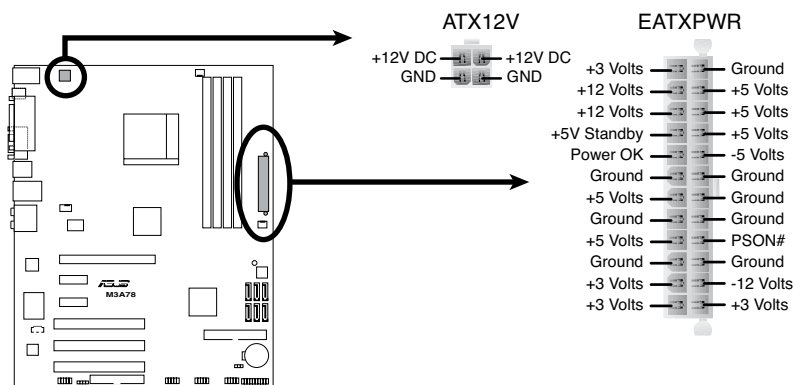 ATX12V
+12V DC +12V DC
GND GND
EATXPWR
+3 Volts Ground
+12 Volts +5 Volts
+12 Volts +5 Volts
+5V Standby +5 Volts
Power OK -5 Volts
Ground Ground
+5 Volts Ground
Ground Ground
+5 Volts PSON#
Ground Ground
+3 Volts -12 Volts
+3 Volts +3 Volts
ASUS
M3A78